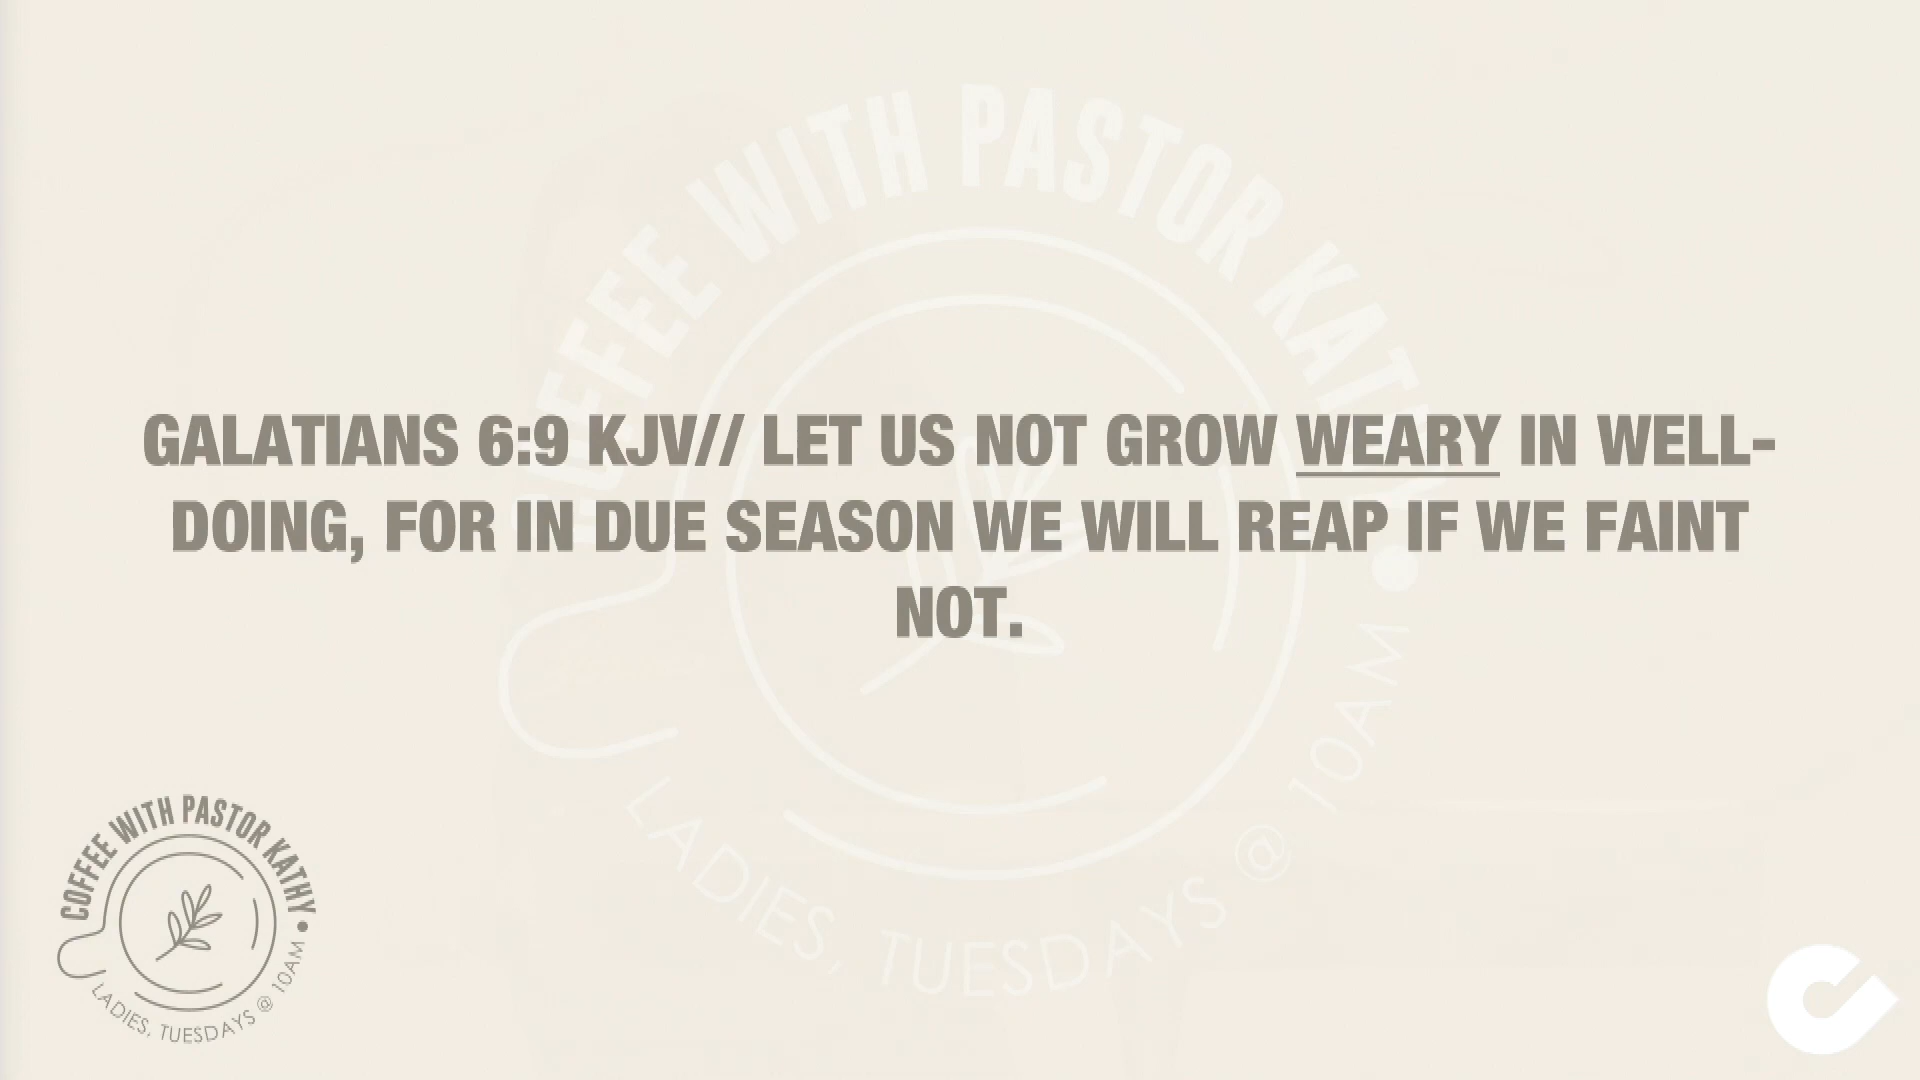 GALATIANS 6:9 KJV// LET US NOT GROW WEARY IN WELL-
DOING, FOR IN DUE SEASON WE WILL REAP IF WE FAINT
NOT.
COFFEE WITH PASTOR KATHY •
LADIES, TUESDAYS @ 10AM
COFFEE WITH PASTOR KATHY •
LADIES, TUESDAYS @ 10AM